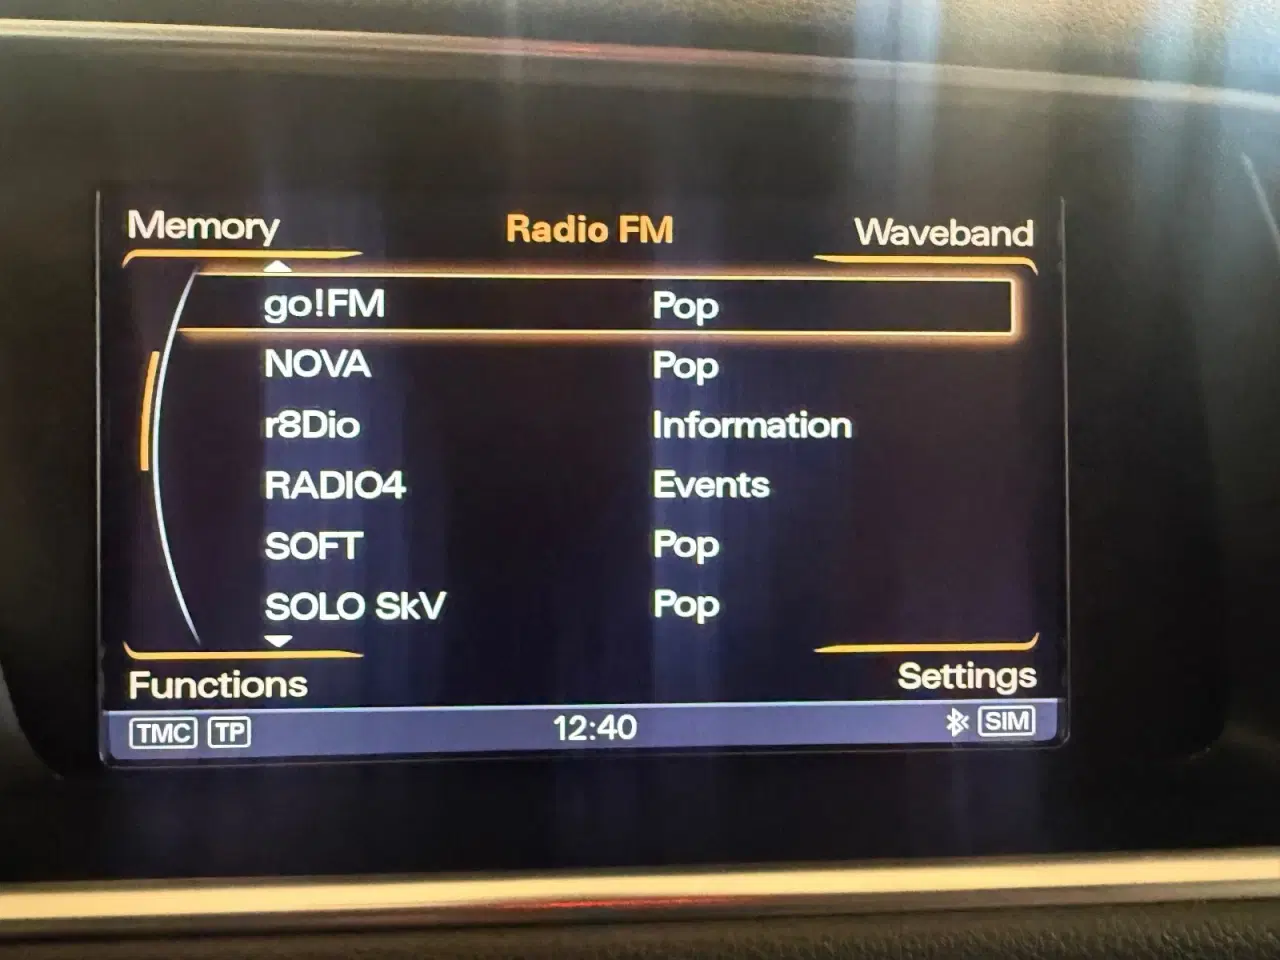 Memory Radio FM Waveband
go!FM Pop
NOVA Pop
r8Dio Information
RADIO4 Events
SOFT Pop
SOLO SkV Pop
Functions Settings
TMC TP 12:40 SIM